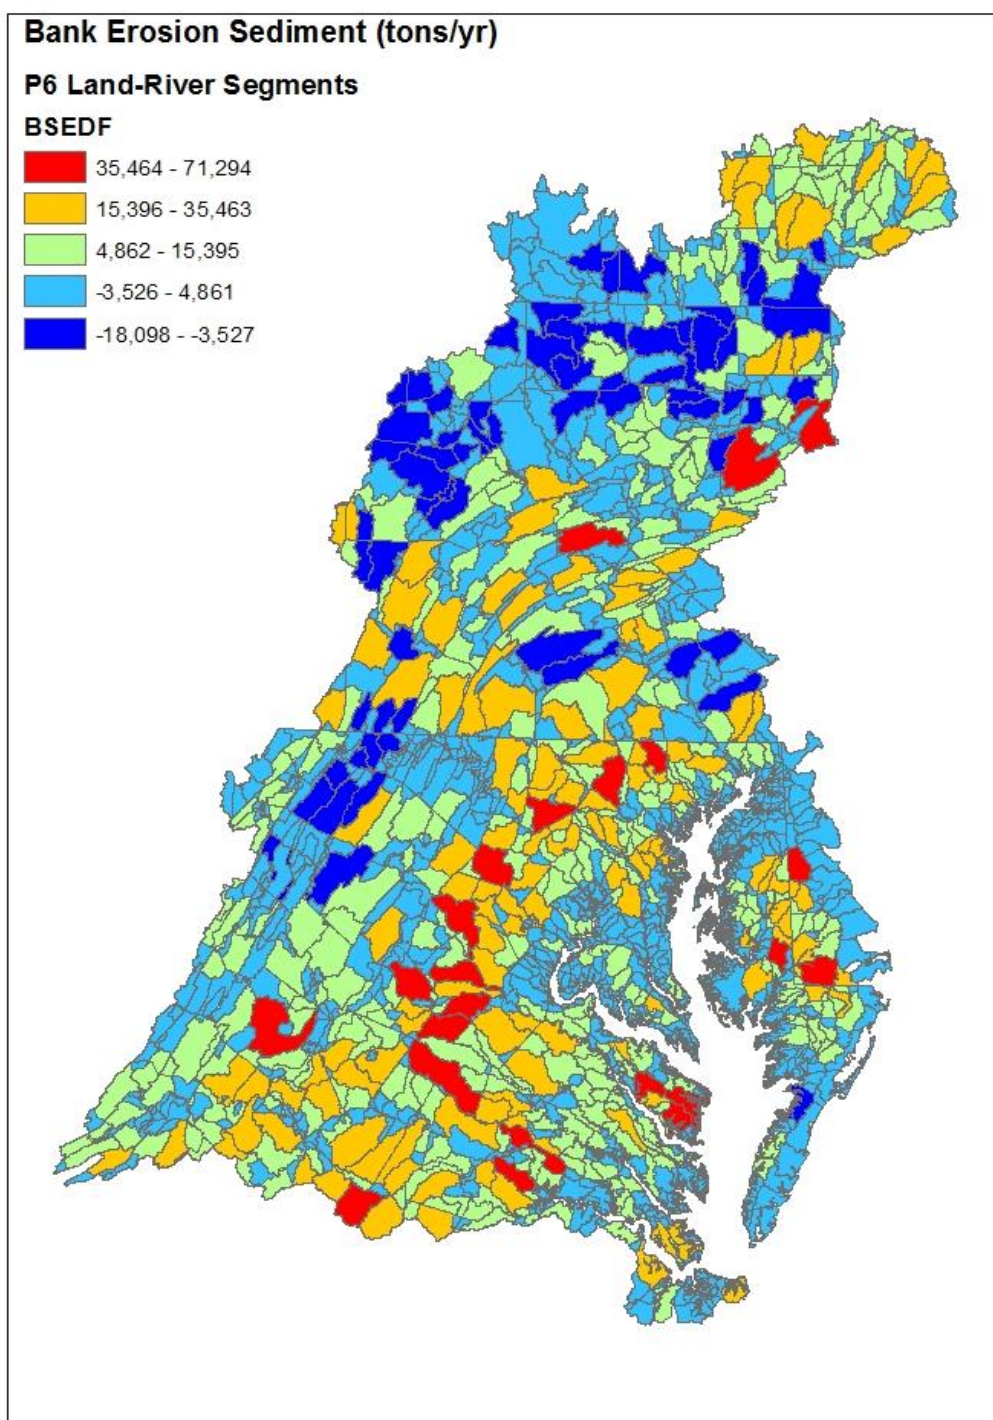 Bank Erosion Sediment (tons/yr)
P6 Land-River Segments
BSEDF
35,464 - 71,294
15,396 - 35,463
4,862 - 15,395
-3,526 - 4,861
-18,098 - -3,527